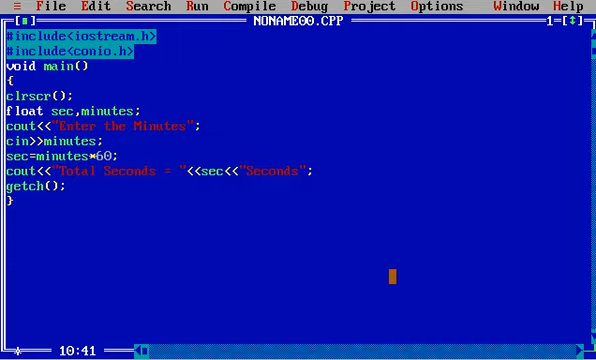 ≡ File Edit Search Run Compile Debug Project Options Window Help
[■] NONAME00.CPP 1=[↕]
#include<iostream.h>
#include<conio.h>
void main()
{
clrscr();
float sec,minutes;
cout<<"Enter the Minutes";
cin>>minutes;
sec=minutes*60;
cout<<"Total Seconds = "<<sec<<"Seconds";
getch();
}
* 10:41